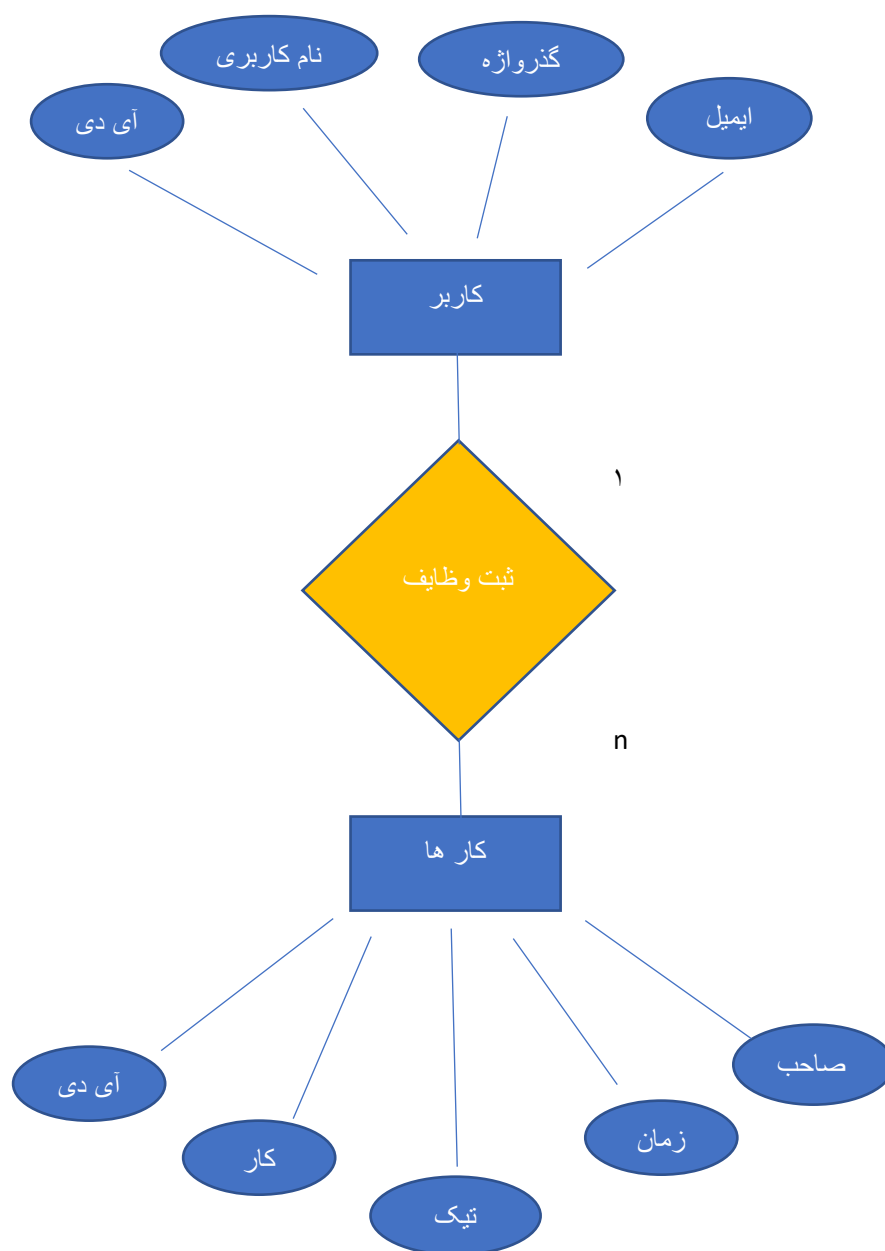 نام کاربری
گذرواژه
آی دی
ایمیل
کاربر
۱
ثبت وظایف
n
کار ها
صاحب
آی دی
زمان
کار
تیک